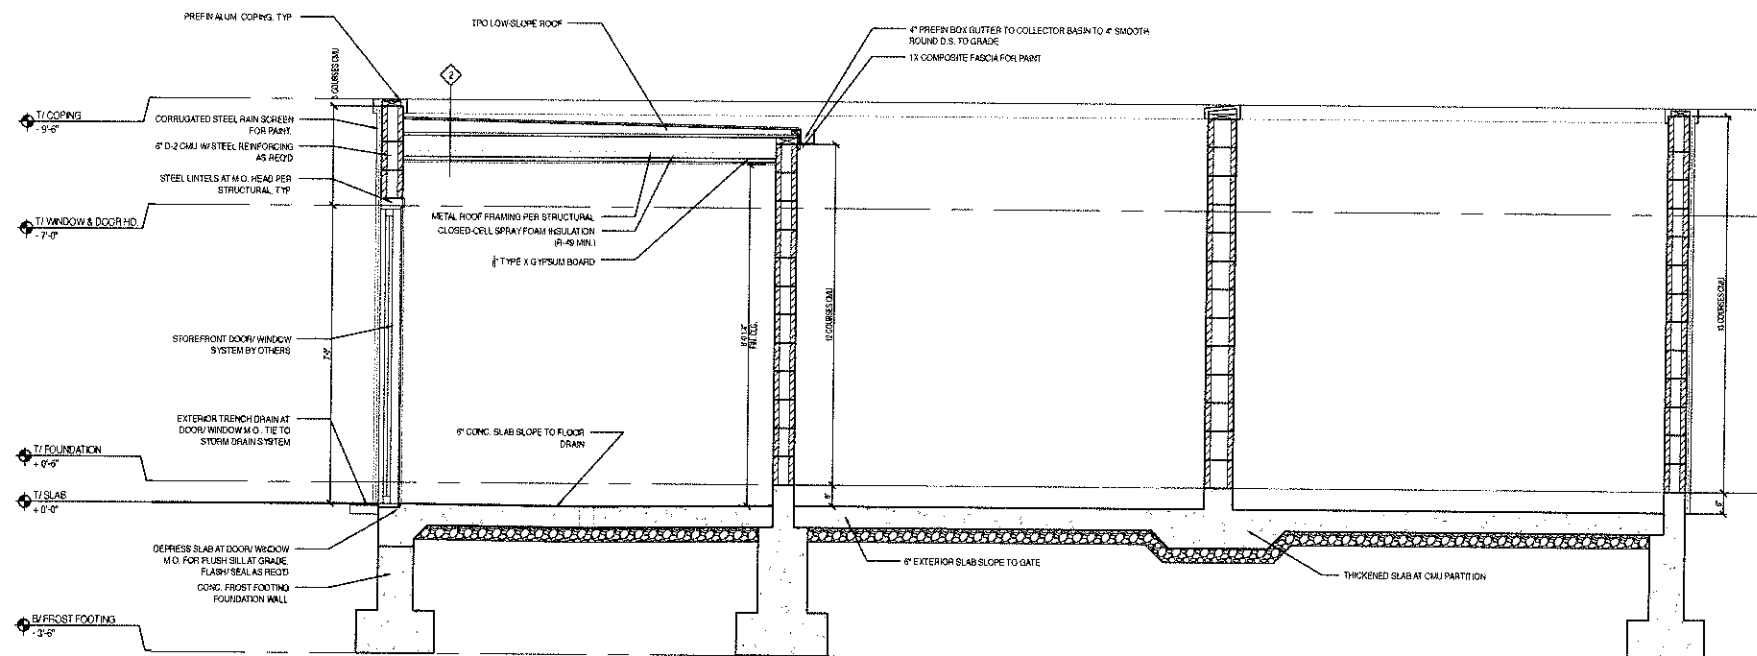 PREFIN ALUM. COPING, TYP
TPO LOW-SLOPE ROOF
4" PREFIN BOX GUTTER TO COLLECTOR BASIN TO 4" SMOOTH
ROUND D.S. TO GRADE
1X COMPOSITE FASCIA FOR PAINT
2
T/ COPING
- 9'-6"
CORRUGATED STEEL RAIN SCREEN
FOR PAINT.
6" D-2 CMU W/ STEEL REINFORCING
AS REQ'D
STEEL LINTELS AT M.O. HEAD PER
STRUCTURAL, TYP
COURSES CMU
T/ WINDOW & DOOR HD.
- 7'-0"
METAL ROOF FRAMING PER STRUCTURAL
CLOSED-CELL SPRAY FOAM INSULATION
(R-49 MIN.)
TYPE X GYPSUM BOARD
12 COURSES CMU
13 COURSES CMU
STOREFRONT DOOR/ WINDOW
SYSTEM BY OTHERS
EXTERIOR TRENCH DRAIN AT
DOOR/ WINDOW M.O. TIE TO
STORM DRAIN SYSTEM
6" CONC. SLAB SLOPE TO FLOOR
DRAIN
T/ FOUNDATION
+ 0'-6"
T/ SLAB
+ 0'-0"
6"
6"
DEPRESS SLAB AT DOOR/ WINDOW
M.O. FOR FLUSH SILL AT GRADE.
FLASH/ SEAL AS REQ'D
CONC. FROST FOOTING
FOUNDATION WALL
6" EXTERIOR SLAB SLOPE TO GATE
THICKENED SLAB AT CMU PARTITION
B/ FROST FOOTING
- 3'-6"